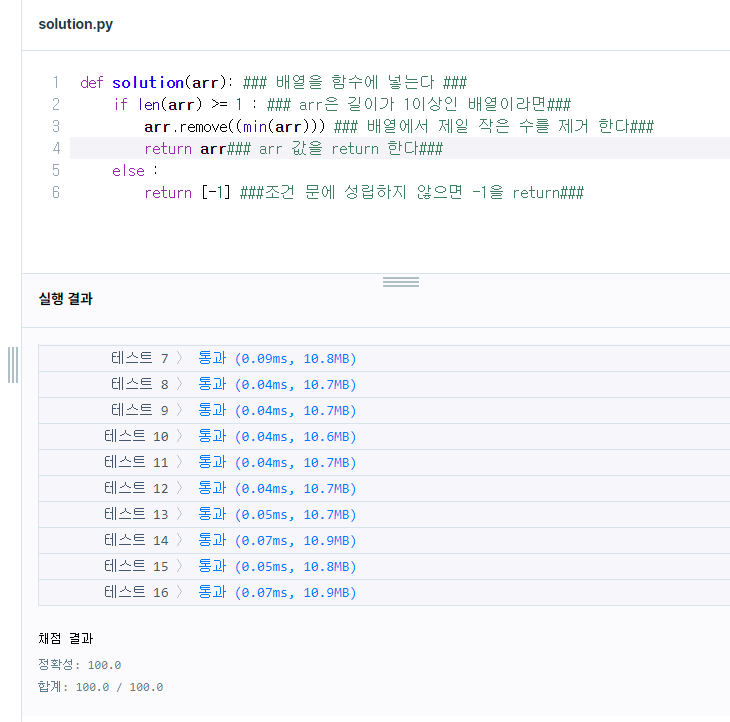 solution.py
1 def solution(arr): ### 배열을 함수에 넣는다 ###
2 if len(arr) >= 1 : ### arr은 길이가 1이상인 배열이라면###
3 arr.remove((min(arr))) ### 배열에서 제일 작은 수를 제거 한다###
4 return arr### arr 값을 return 한다###
5 else :
6 return [-1] ###조건 문에 성립하지 않으면 -1을 return###
실행 결과
테스트 7 〉 통과 (0.09ms, 10.8MB)
테스트 8 〉 통과 (0.04ms, 10.7MB)
테스트 9 〉 통과 (0.04ms, 10.7MB)
테스트 10 〉 통과 (0.04ms, 10.6MB)
테스트 11 〉 통과 (0.04ms, 10.7MB)
테스트 12 〉 통과 (0.04ms, 10.7MB)
테스트 13 〉 통과 (0.05ms, 10.7MB)
테스트 14 〉 통과 (0.07ms, 10.9MB)
테스트 15 〉 통과 (0.05ms, 10.8MB)
테스트 16 〉 통과 (0.07ms, 10.9MB)
채점 결과
정확성: 100.0
합계: 100.0 / 100.0